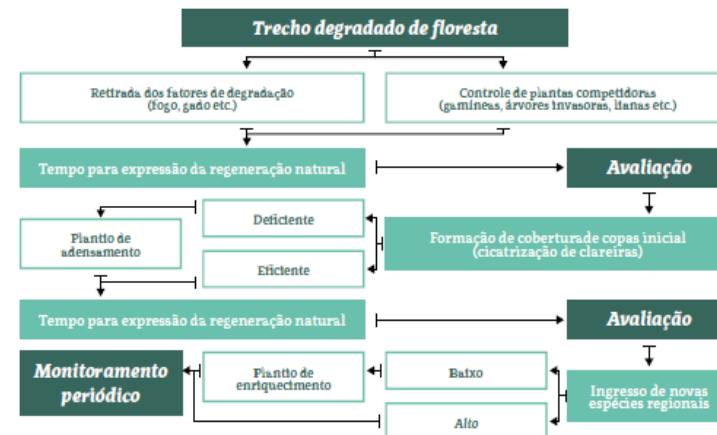 Trecho degradado de floresta
Retirada dos fatores de degradação
(fogo, gado etc.)
Controle de plantas competidoras
(gamíneas, árvores invasoras, lianas etc.)
Tempo para expressão da regeneração natural
Avaliação
Deficiente
Plantio de
adensamento
Formação de coberturade copas inicial
(cicatrização de clareiras)
Eficiente
Tempo para expressão da regeneração natural
Avaliação
Monitoramento
periódico
Plantio de
enriquecimento
Baixo
Ingresso de novas
espécies regionais
Alto